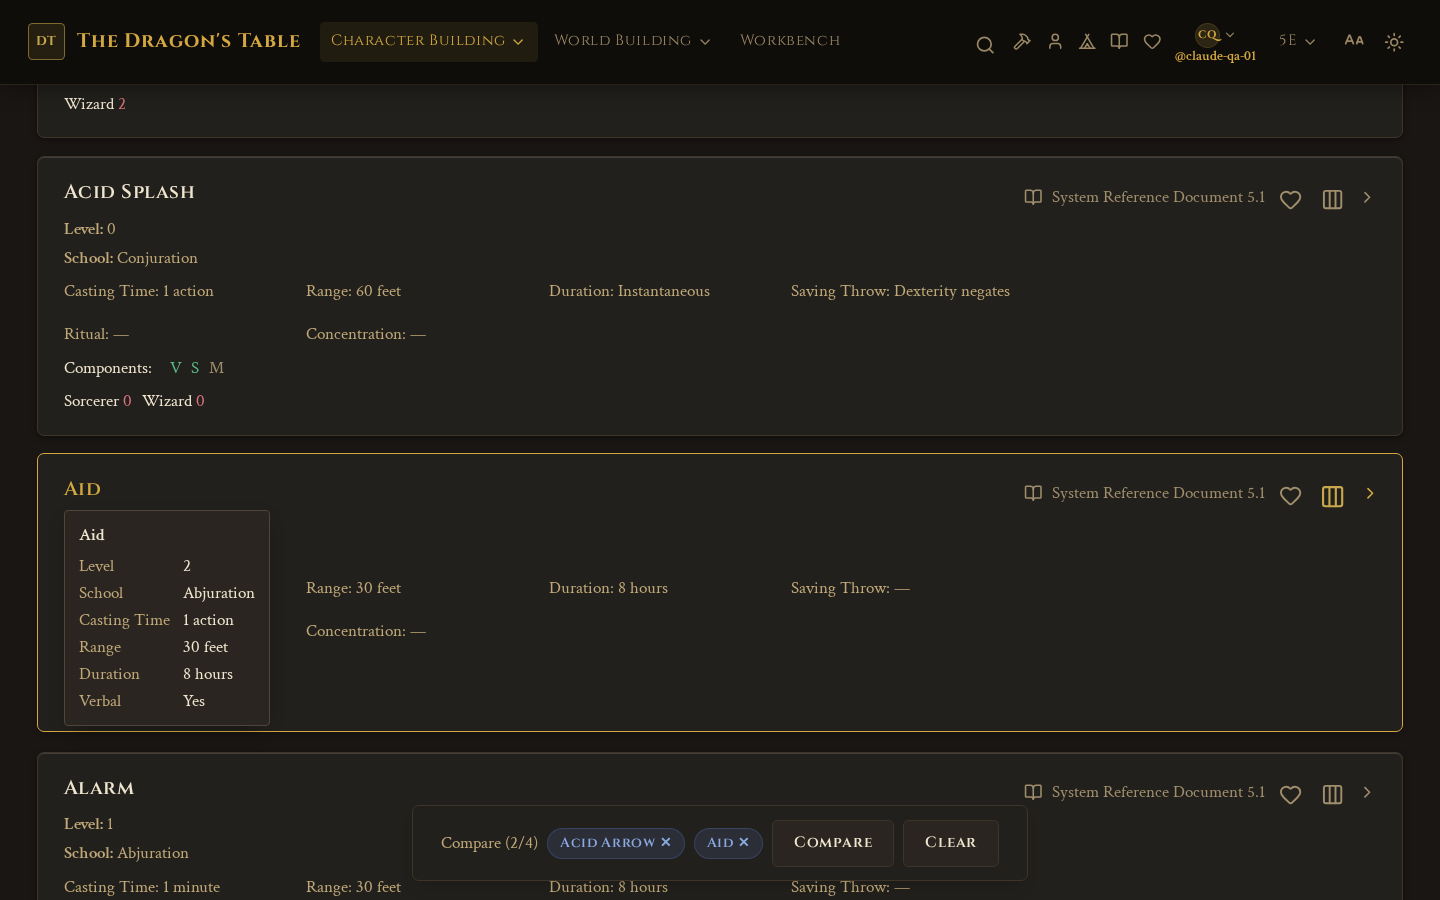 DT The Dragon's Table Character Building World Building Workbench CQ @claude-qa-01 5E Aa
Wizard 2
Acid Splash
System Reference Document 5.1
Level: 0
School: Conjuration
Casting Time: 1 action Range: 60 feet Duration: Instantaneous Saving Throw: Dexterity negates
Ritual: — Concentration: —
Components: V S M
Sorcerer 0 Wizard 0
Aid
System Reference Document 5.1
Aid
Level 2
School Abjuration
Casting Time 1 action
Range 30 feet
Duration 8 hours
Verbal Yes
Range: 30 feet Duration: 8 hours Saving Throw: —
Concentration: —
Alarm
System Reference Document 5.1
Level: 1
School: Abjuration
Casting Time: 1 minute Range: 30 feet Duration: 8 hours Saving Throw: —
Compare (2/4) Acid Arrow ✕ Aid ✕ Compare Clear